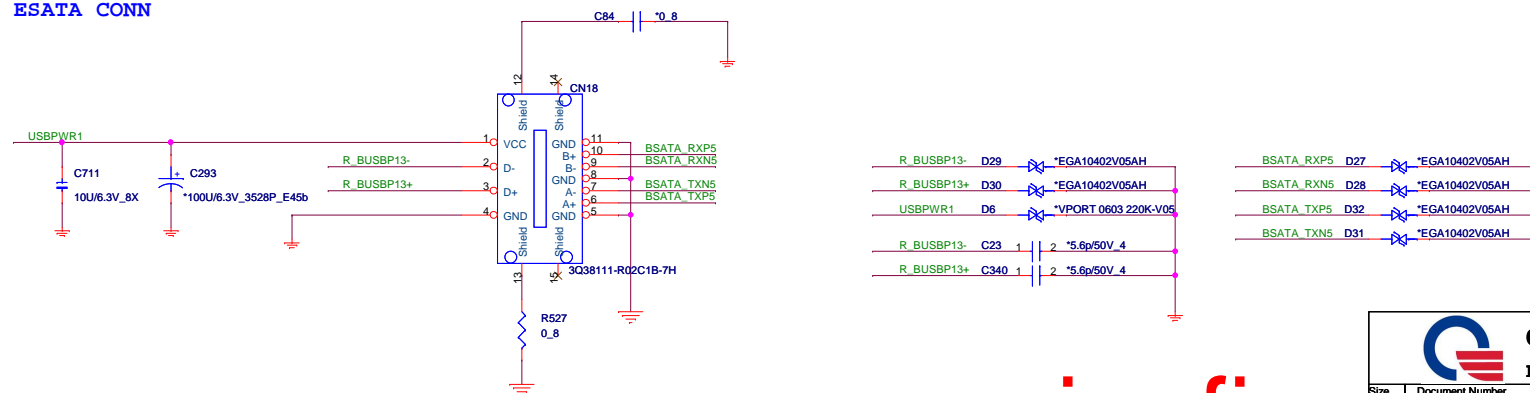 ESATA CONN
C84
*0_8
12
14
CN18
Shield
Shield
USBPWR1
1
VCC
GND
11
B+
10
BSATA_RXP5
R_BUSBP13-
2
D-
B-
9
BSATA_RXN5
GND
8
R_BUSBP13+
3
D+
A-
7
BSATA_TXN5
A+
6
BSATA_TXP5
4
GND
GND
5
C711
10U/6.3V_8X
C293
+
*100U/6.3V_3528P_E45b
Shield
Shield
13
15
3Q38111-R02C1B-7H
R527
0_8
R_BUSBP13- D29 *EGA10402V05AH
R_BUSBP13+ D30 *EGA10402V05AH
USBPWR1 D6 *VPORT 0603 220K-V05
R_BUSBP13- C23 1 2 *5.6p/50V_4
R_BUSBP13+ C340 1 2 *5.6p/50V_4
BSATA_RXP5 D27 *EGA10402V05AH
BSATA_RXN5 D28 *EGA10402V05AH
BSATA_TXP5 D32 *EGA10402V05AH
BSATA_TXN5 D31 *EGA10402V05AH
Size Document Number